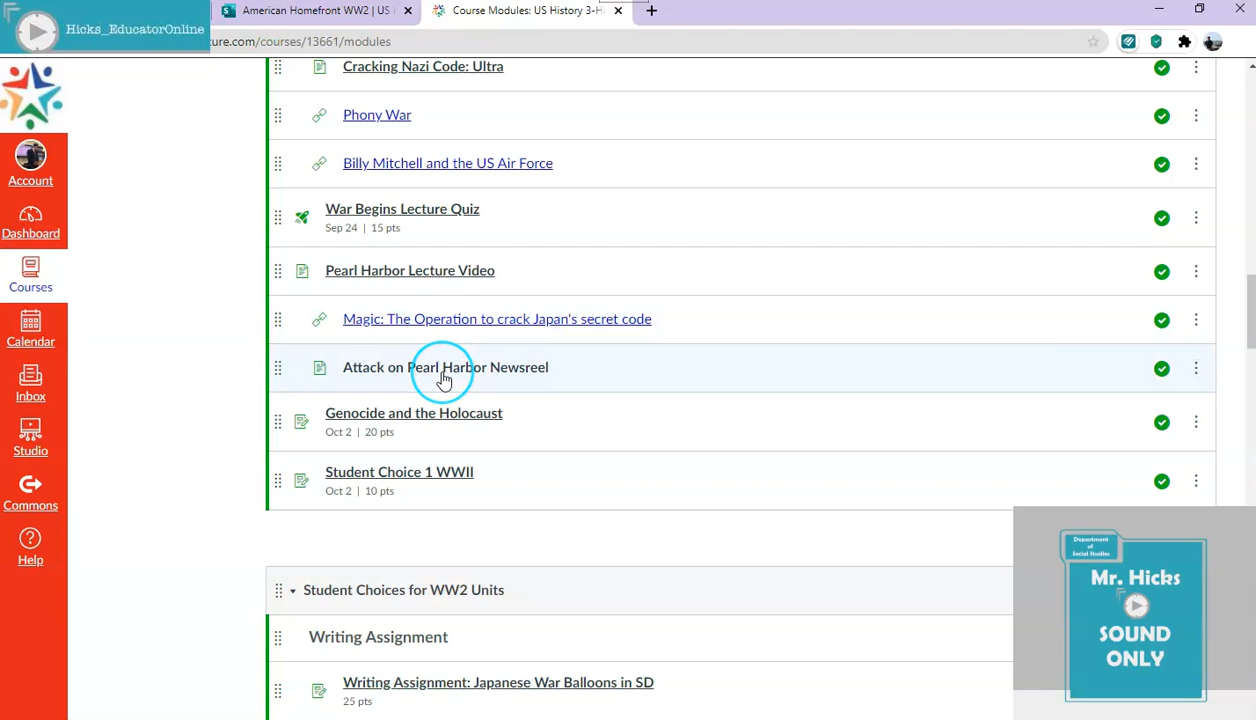 Hicks_EducatorOnline
American Homefront WW2 | US
Course Modules: US History 3-H
ure.com/courses/13661/modules
Cracking Nazi Code: Ultra
Phony War
Billy Mitchell and the US Air Force
War Begins Lecture Quiz
Sep 24 | 15 pts
Pearl Harbor Lecture Video
Magic: The Operation to crack Japan's secret code
Attack on Pearl Harbor Newsreel
Genocide and the Holocaust
Oct 2 | 20 pts
Student Choice 1 WWII
Oct 2 | 10 pts
Student Choices for WW2 Units
Writing Assignment
Writing Assignment: Japanese War Balloons in SD
25 pts
Account
Dashboard
Courses
Calendar
Inbox
Studio
Commons
Help
Department
of
Social Studies
Mr. Hicks
SOUND
ONLY